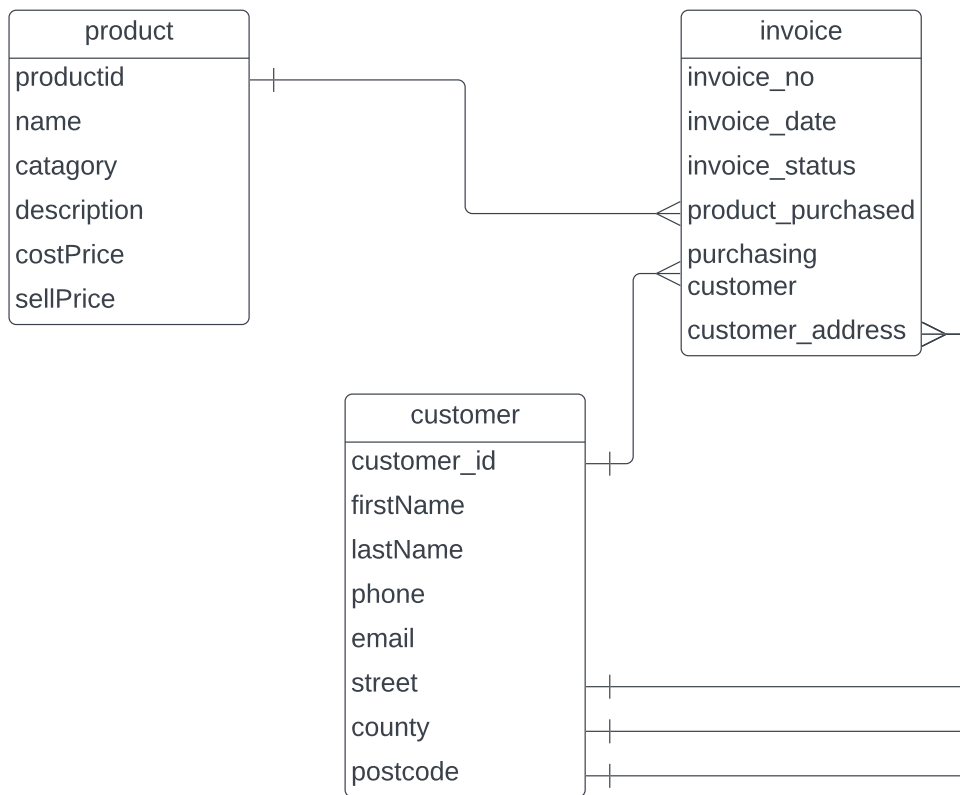 product
productid
name
catagory
description
costPrice
sellPrice
invoice
invoice_no
invoice_date
invoice_status
product_purchased
purchasing
customer
customer_address
customer
customer_id
firstName
lastName
phone
email
street
county
postcode